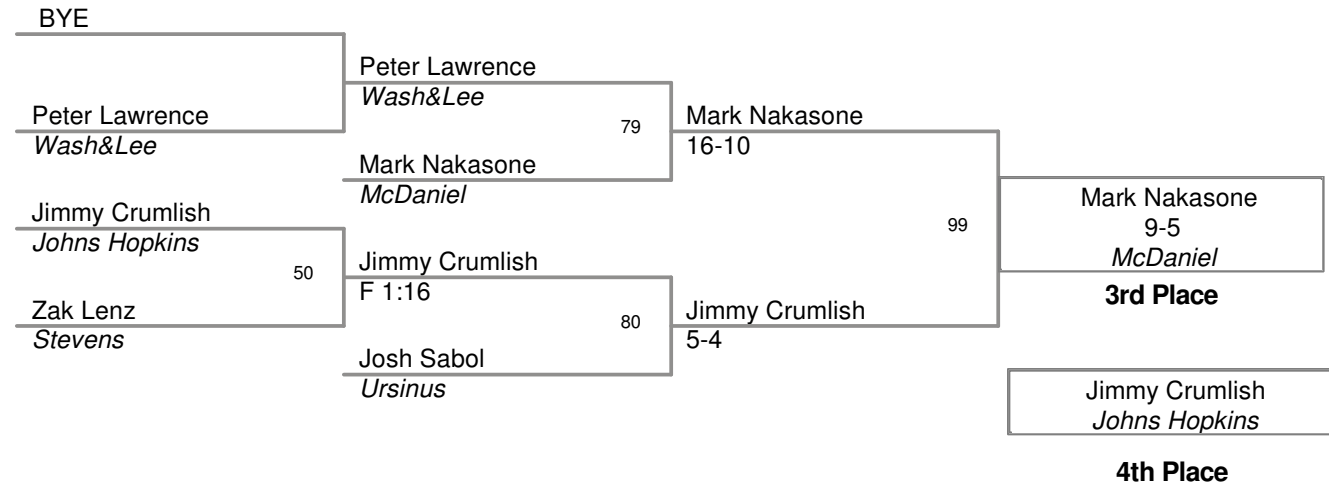 BYE
Peter Lawrence
Wash&Lee
Peter Lawrence
Wash&Lee
79
Mark Nakasone
16-10
Mark Nakasone
McDaniel
Jimmy Crumlish
Johns Hopkins
50
Jimmy Crumlish
F 1:16
Zak Lenz
Stevens
80
Jimmy Crumlish
5-4
Josh Sabol
Ursinus
99
Mark Nakasone
9-5
McDaniel
3rd Place
Jimmy Crumlish
Johns Hopkins
4th Place